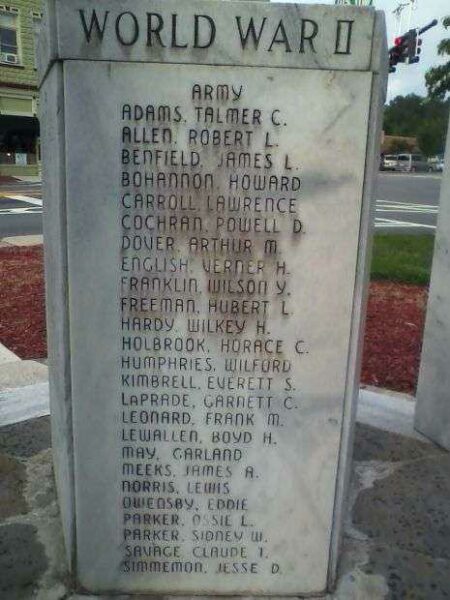 WORLD WAR II
ARMY
ADAMS, TALMER C.
ALLEN, ROBERT L.
BENFIELD, JAMES L.
BOHANNON, HOWARD
CARROLL, LAWRENCE
COCHRAN, POWELL D.
DOVER, ARTHUR M.
ENGLISH, VERNER H.
FRANKLIN, WILSON Y.
FREEMAN, HUBERT L.
HARDY, WILKEY H.
HOLBROOK, HORACE C.
HUMPHRIES, WILFORD
KIMBRELL, EVERETT S.
LaPRADE, GARNETT C.
LEONARD, FRANK M.
LEWALLEN, BOYD H.
MAY, GARLAND
MEEKS, JAMES A.
NORRIS, LEWIS
OWENSBY, EDDIE
PARKER, OSSIE L.
PARKER, SIDNEY W.
SAVAGE CLAUDE T.
SIMMEMON, JESSE D.